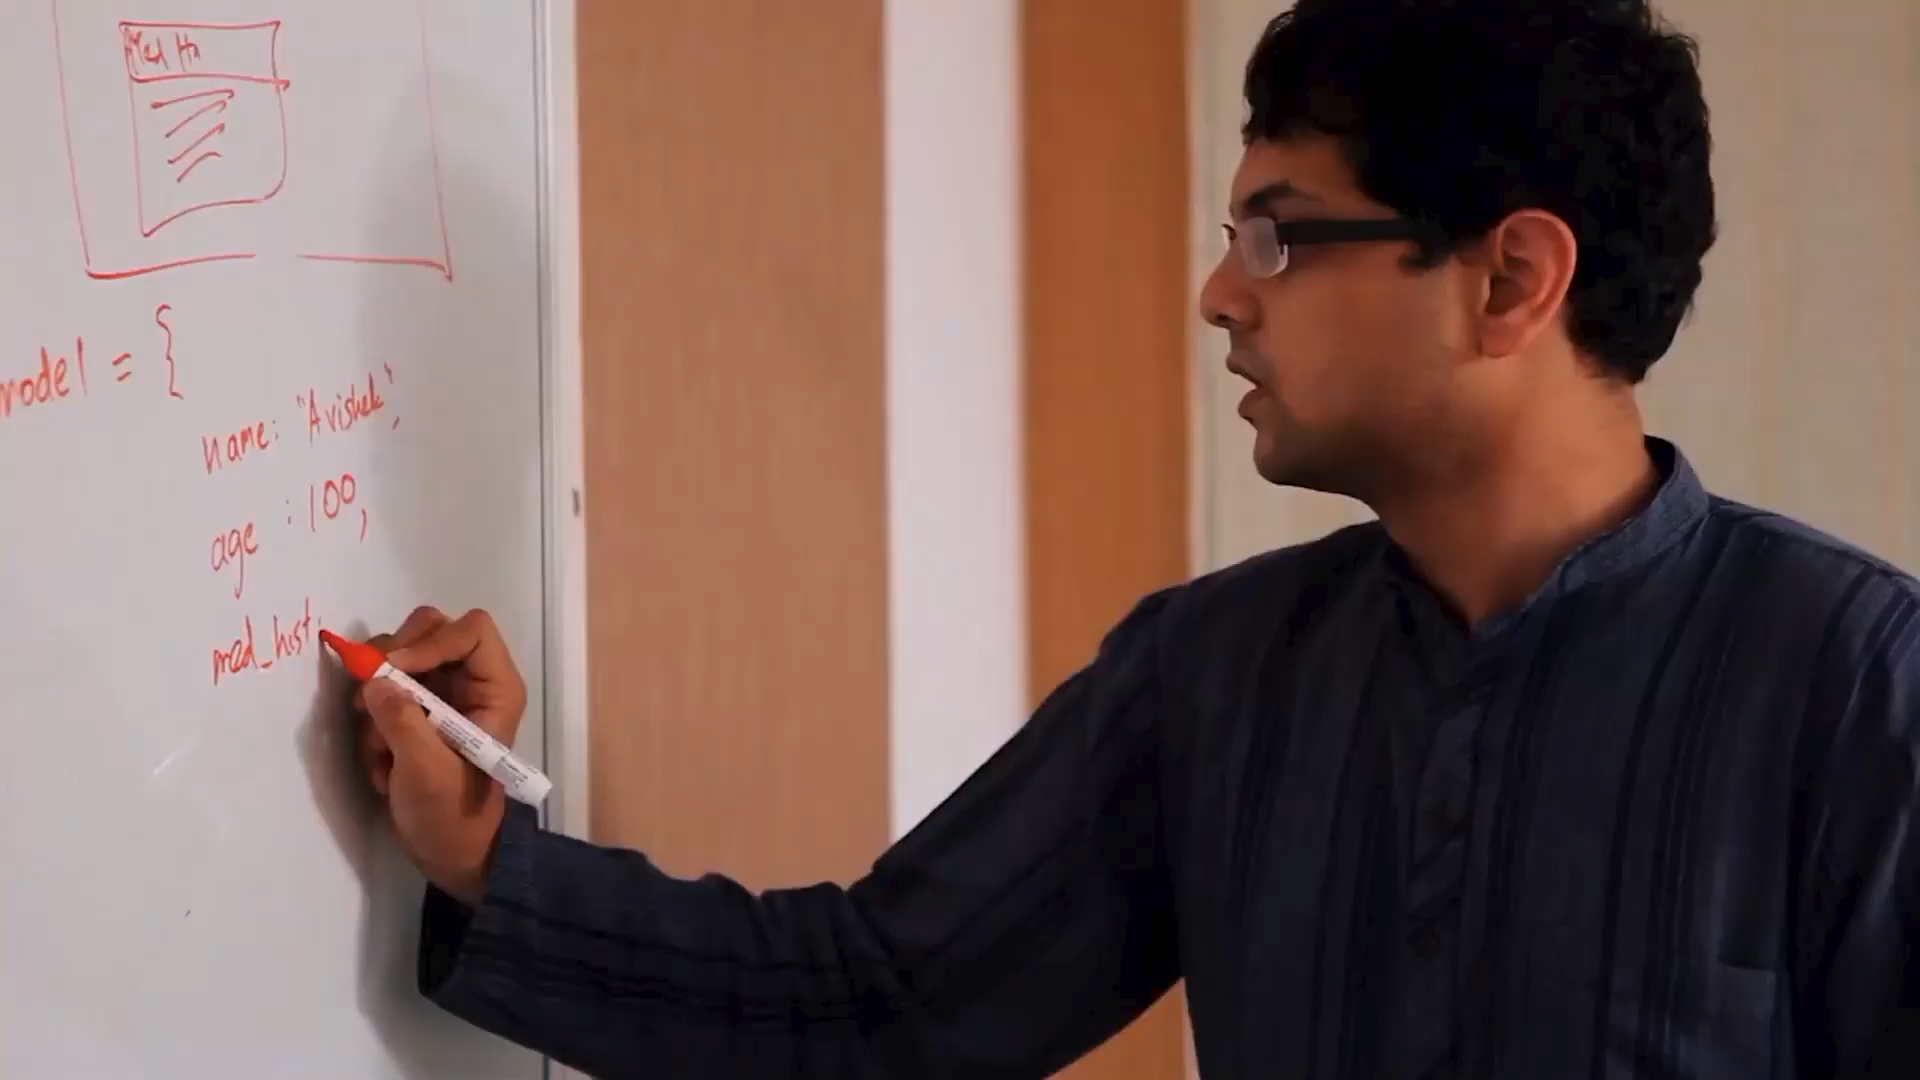 Med Hx
model = {
name: "Avishek",
age : 100,
med_hist: